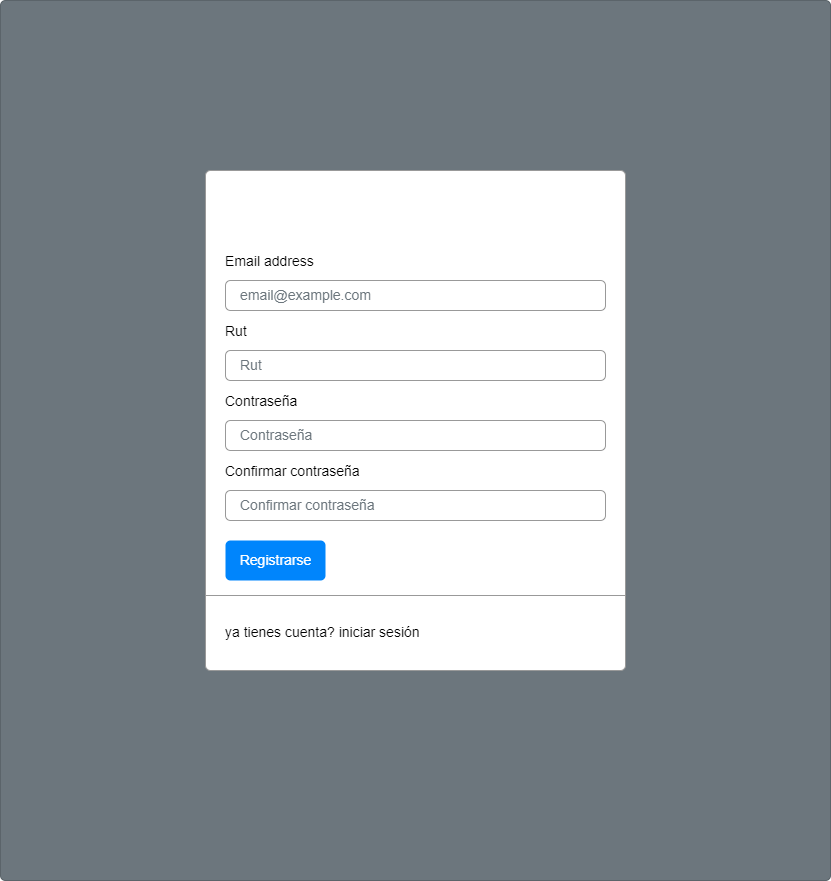 Email address
email@example.com
Rut
Rut
Contraseña
Contraseña
Confirmar contraseña
Confirmar contraseña
Registrarse
ya tienes cuenta? iniciar sesión